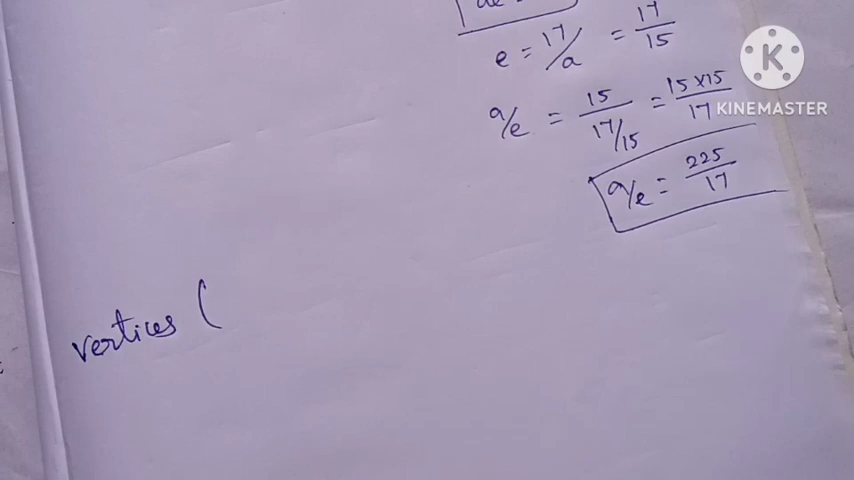 e = 17/a = 17/15
a/e = 15/(17/15) = 15×15/17
a/e = 225/17
vertices (
KINEMASTER